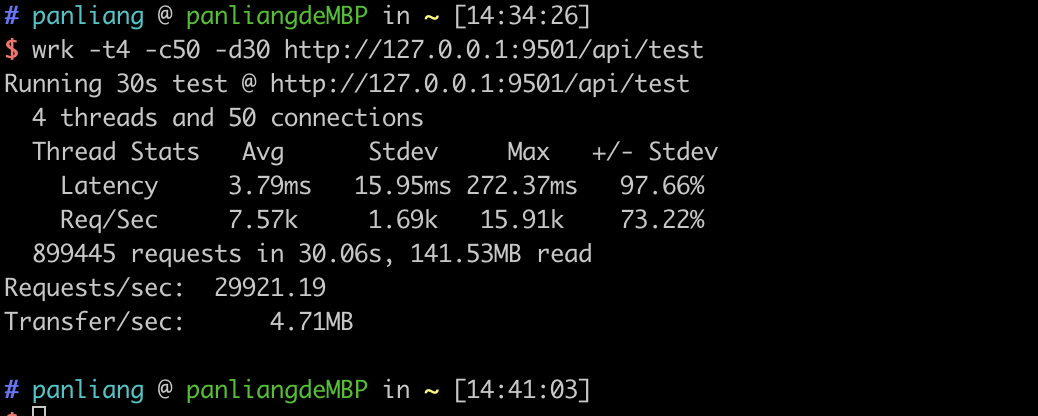 # panliang @ panliangdeMBP in ~ [14:34:26]
$ wrk -t4 -c50 -d30 http://127.0.0.1:9501/api/test
Running 30s test @ http://127.0.0.1:9501/api/test
  4 threads and 50 connections
  Thread Stats   Avg      Stdev     Max   +/- Stdev
    Latency     3.79ms   15.95ms 272.37ms   97.66%
    Req/Sec     7.57k     1.69k   15.91k    73.22%
  899445 requests in 30.06s, 141.53MB read
Requests/sec:  29921.19
Transfer/sec:      4.71MB
# panliang @ panliangdeMBP in ~ [14:41:03]
$